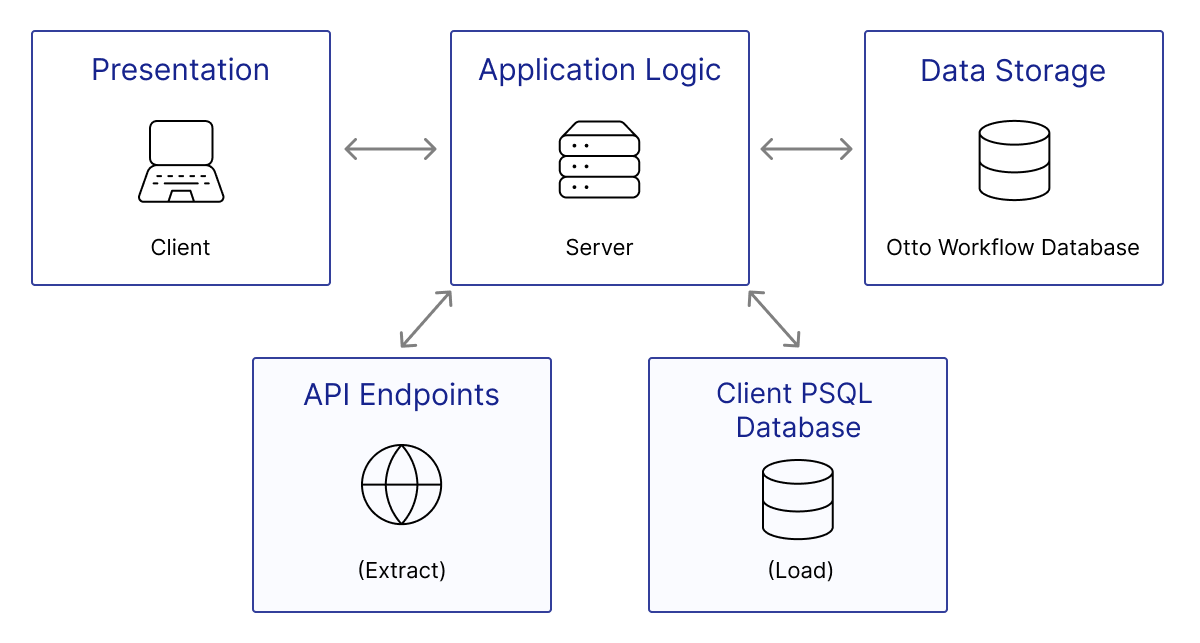 Presentation
Client
Application Logic
Server
Data Storage
Otto Workflow Database
API Endpoints
(Extract)
Client PSQL
Database
(Load)